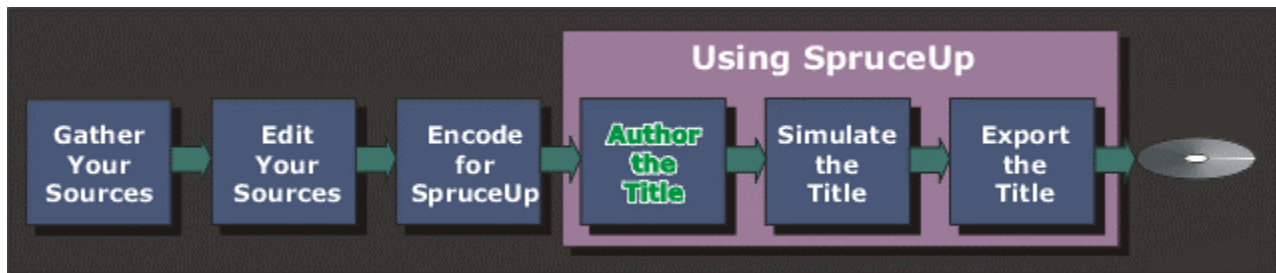 Using SpruceUp
Gather
Your
Sources
Edit
Your
Sources
Encode
for
SpruceUp
Author
the
Title
Simulate
the
Title
Export
the
Title